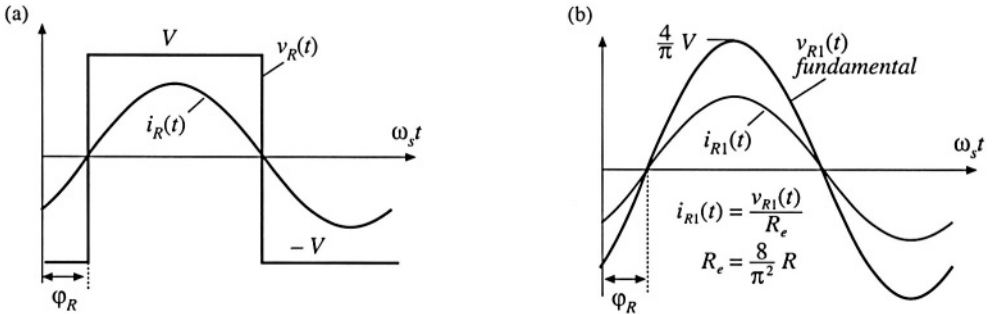 (a)
V
v_R(t)
i_R(t)
ω_s t
– V
φ_R
(b)
4/π V
v_R1(t)
fundamental
i_R1(t)
ω_s t
i_R1(t) = v_R1(t)/R_e
R_e = 8/π² R
φ_R